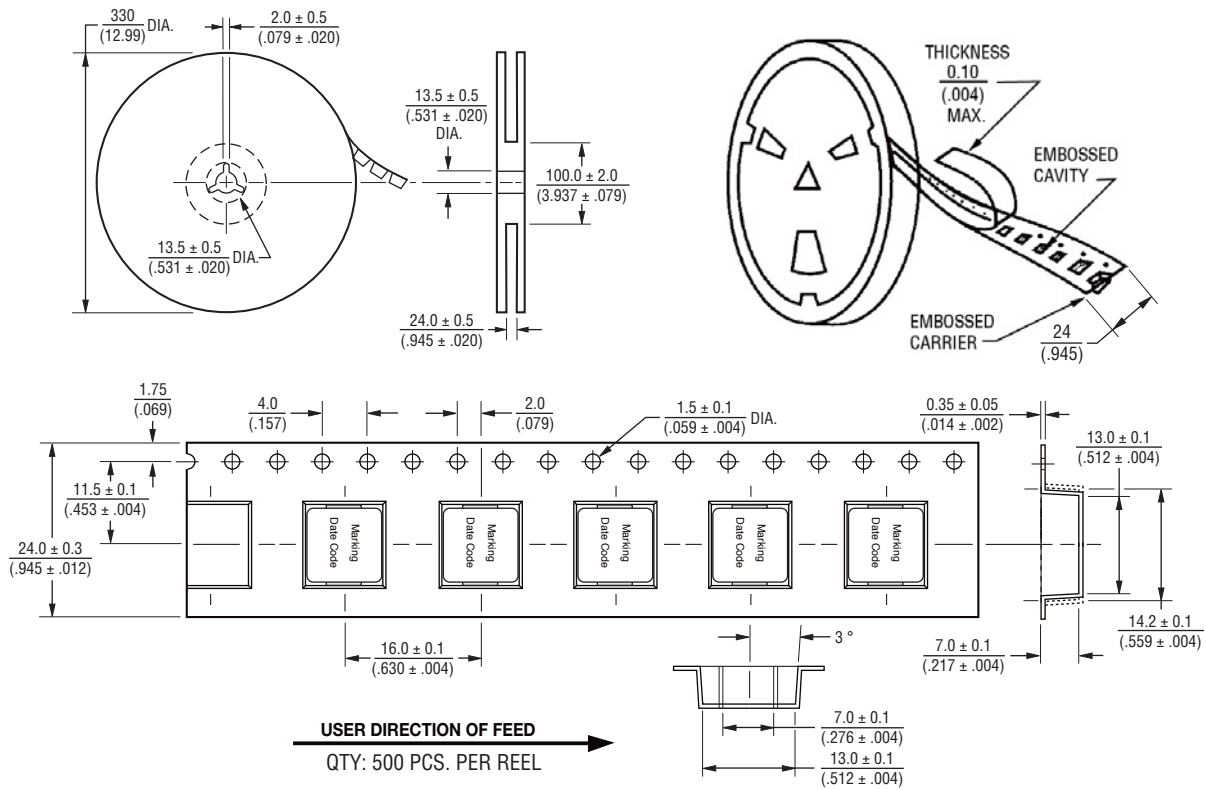 330
(12.99)
DIA.
2.0 ± 0.5
(.079 ± .020)
13.5 ± 0.5
(.531 ± .020)
DIA.
100.0 ± 2.0
(3.937 ± .079)
13.5 ± 0.5
(.531 ± .020)
DIA.
24.0 ± 0.5
(.945 ± .020)
THICKNESS
0.10
(.004)
MAX.
EMBOSSED
CAVITY
EMBOSSED
CARRIER
24
(.945)
1.75
(.069)
4.0
(.157)
2.0
(.079)
1.5 ± 0.1
(.059 ± .004)
DIA.
0.35 ± 0.05
(.014 ± .002)
13.0 ± 0.1
(.512 ± .004)
11.5 ± 0.1
(.453 ± .004)
24.0 ± 0.3
(.945 ± .012)
Marking
Date Code
Marking
Date Code
Marking
Date Code
Marking
Date Code
Marking
Date Code
16.0 ± 0.1
(.630 ± .004)
3 °
7.0 ± 0.1
(.217 ± .004)
14.2 ± 0.1
(.559 ± .004)
7.0 ± 0.1
(.276 ± .004)
13.0 ± 0.1
(.512 ± .004)
USER DIRECTION OF FEED
QTY: 500 PCS. PER REEL